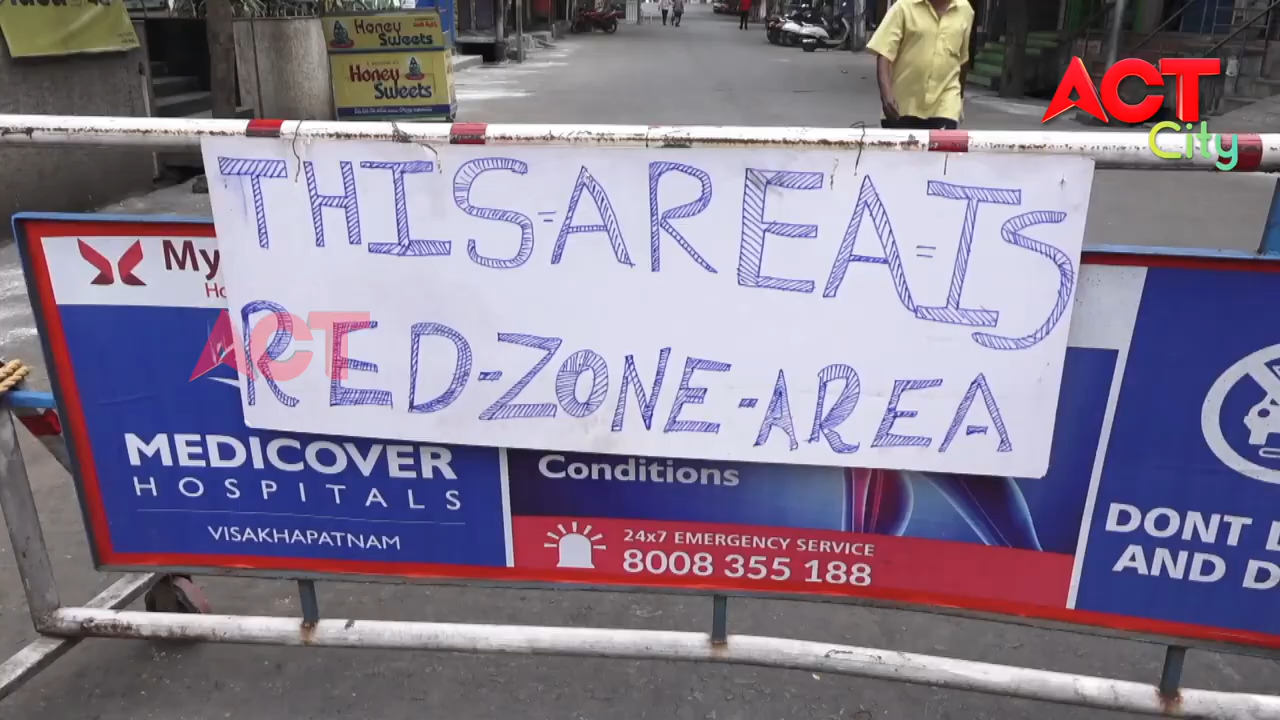 Honey
Sweets
Honey
Sweets
ACT
City
THIS=AREA=IS
RED-ZONE-AREA
ACT
My
MEDICOVER
HOSPITALS
VISAKHAPATNAM
Conditions
24x7 EMERGENCY SERVICE
8008 355 188
DONT
AND D